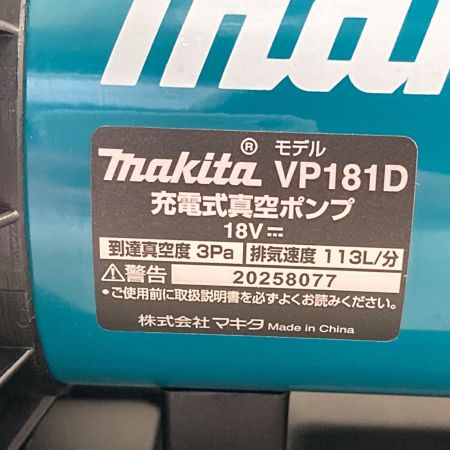 makita
® モデル
makita VP181D
充電式真空ポンプ
18V⎓
到達真空度 3Pa 排気速度 113L/分
⚠警告 20258077
・ご使用前に取扱説明書を必ずよくお読みください。
株式会社 マキタ Made in China